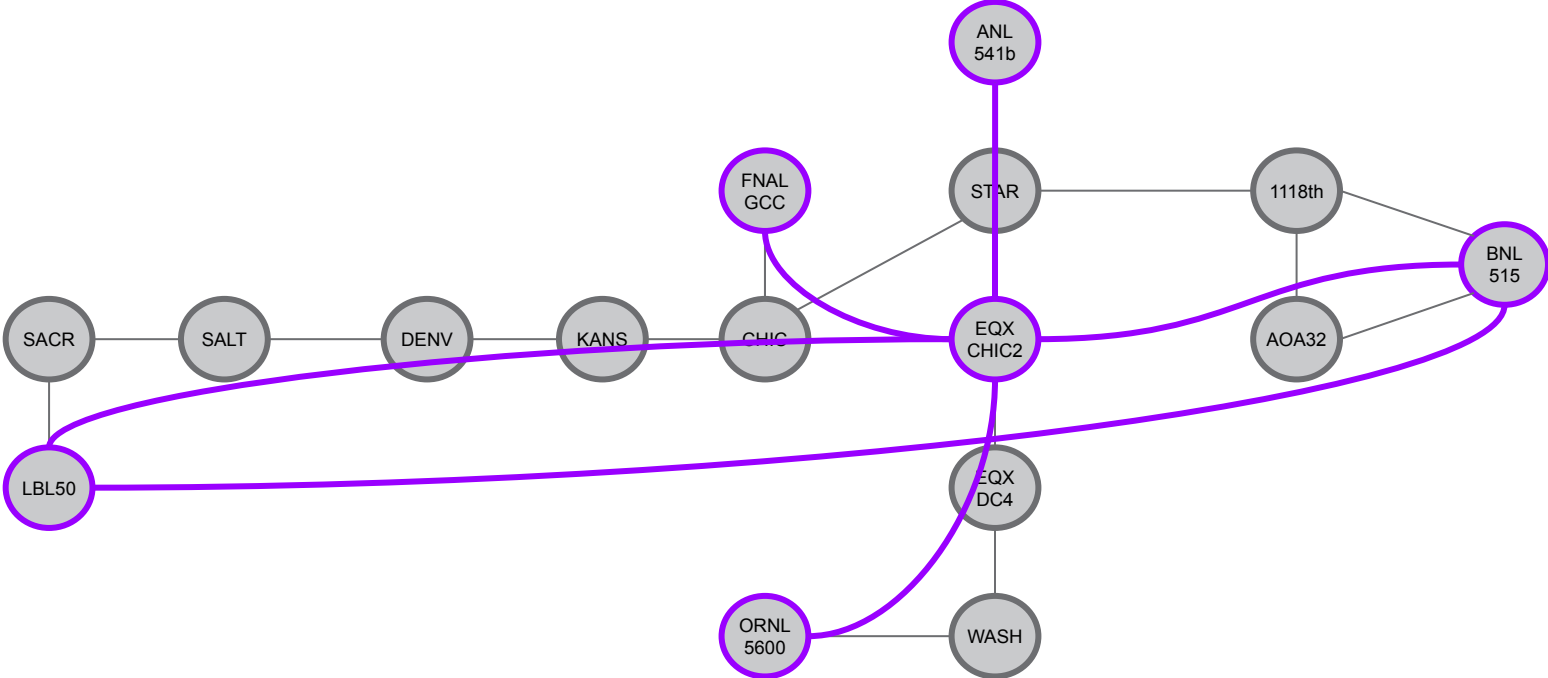 ANL
541b
FNAL
GCC
STAR
1118th
BNL
515
SACR
SALT
DENV
KANS
CHIC
EQX
CHIC2
AOA32
LBL50
EQX
DC4
ORNL
5600
WASH